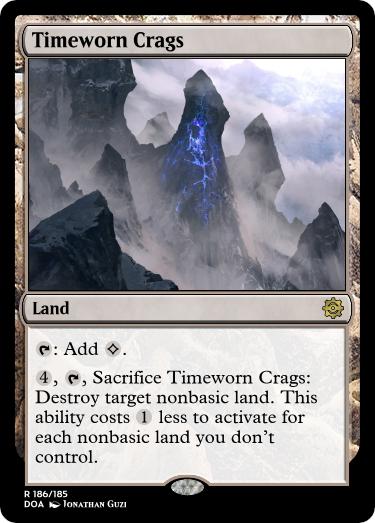 Timeworn Crags
Land
: Add .
4, , Sacrifice Timeworn Crags:
Destroy target nonbasic land. This
ability costs 1 less to activate for
each nonbasic land you don't
control.
R 186/185
DOA Jonathan Guzi